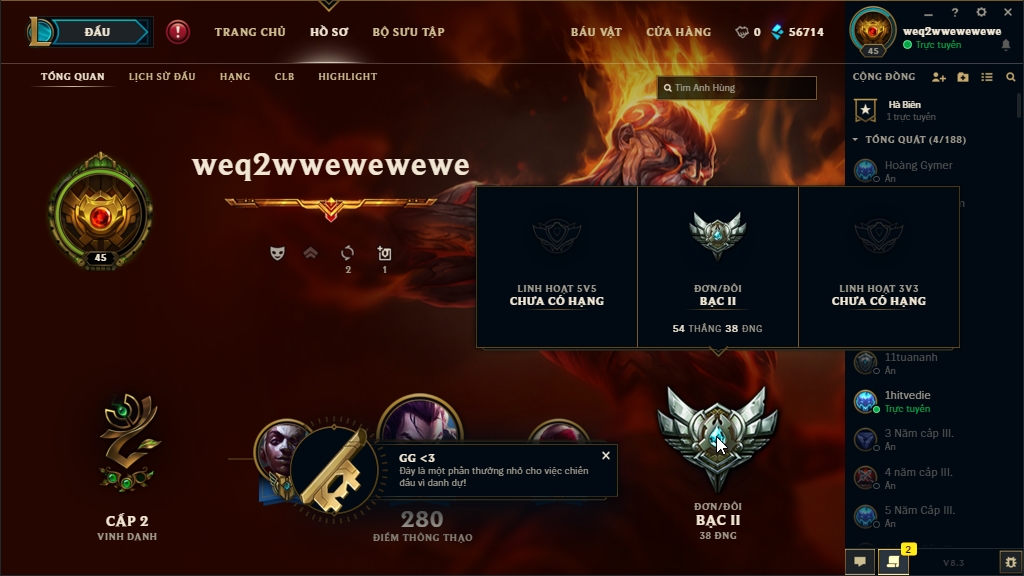 ĐẤU
!
TRANG CHỦ
HỒ SƠ
BỘ SƯU TẬP
BÁU VẬT
CỬA HÀNG
0
56714
45
weq2wwewewewe
Trực tuyến
TỔNG QUAN
LỊCH SỬ ĐẤU
HẠNG
CLB
HIGHLIGHT
Tìm Anh Hùng
CỘNG ĐỒNG
Hà Biên
1 trực tuyến
TỔNG QUÁT (4/188)
Hoàng Gymer
Ẩn
weq2wwewewewe
45
2
1
LINH HOẠT 5V5
CHƯA CÓ HẠNG
ĐƠN/ĐÔI
BẠC II
54 THẮNG 38 ĐNG
LINH HOẠT 3V3
CHƯA CÓ HẠNG
11tuananh
Ẩn
1hitvedie
Trực tuyến
3 Năm cấp III.
Ẩn
4 năm cấp III.
Ẩn
5 Năm Cấp III.
Ẩn
GG <3
Đây là một phần thưởng nhỏ cho việc chiến
đấu vì danh dự!
CẤP 2
VINH DANH
280
ĐIỂM THÔNG THẠO
ĐƠN/ĐÔI
BẠC II
38 ĐNG
2
V8.3